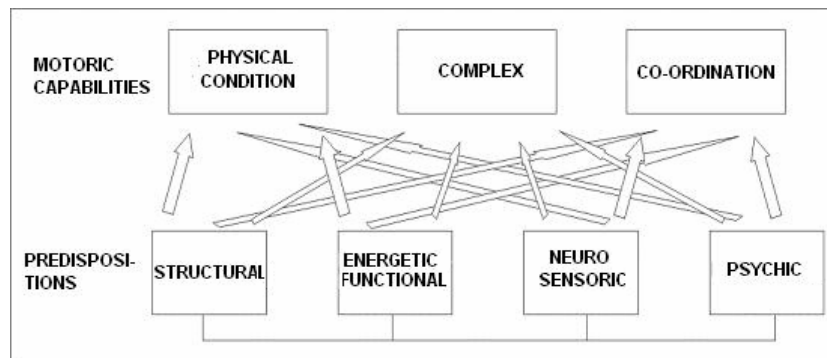 MOTORIC
CAPABILITIES
PHYSICAL
CONDITION
COMPLEX
CO-ORDINATION
PREDISPOSI-
TIONS
STRUCTURAL
ENERGETIC
FUNCTIONAL
NEURO
SENSORIC
PSYCHIC